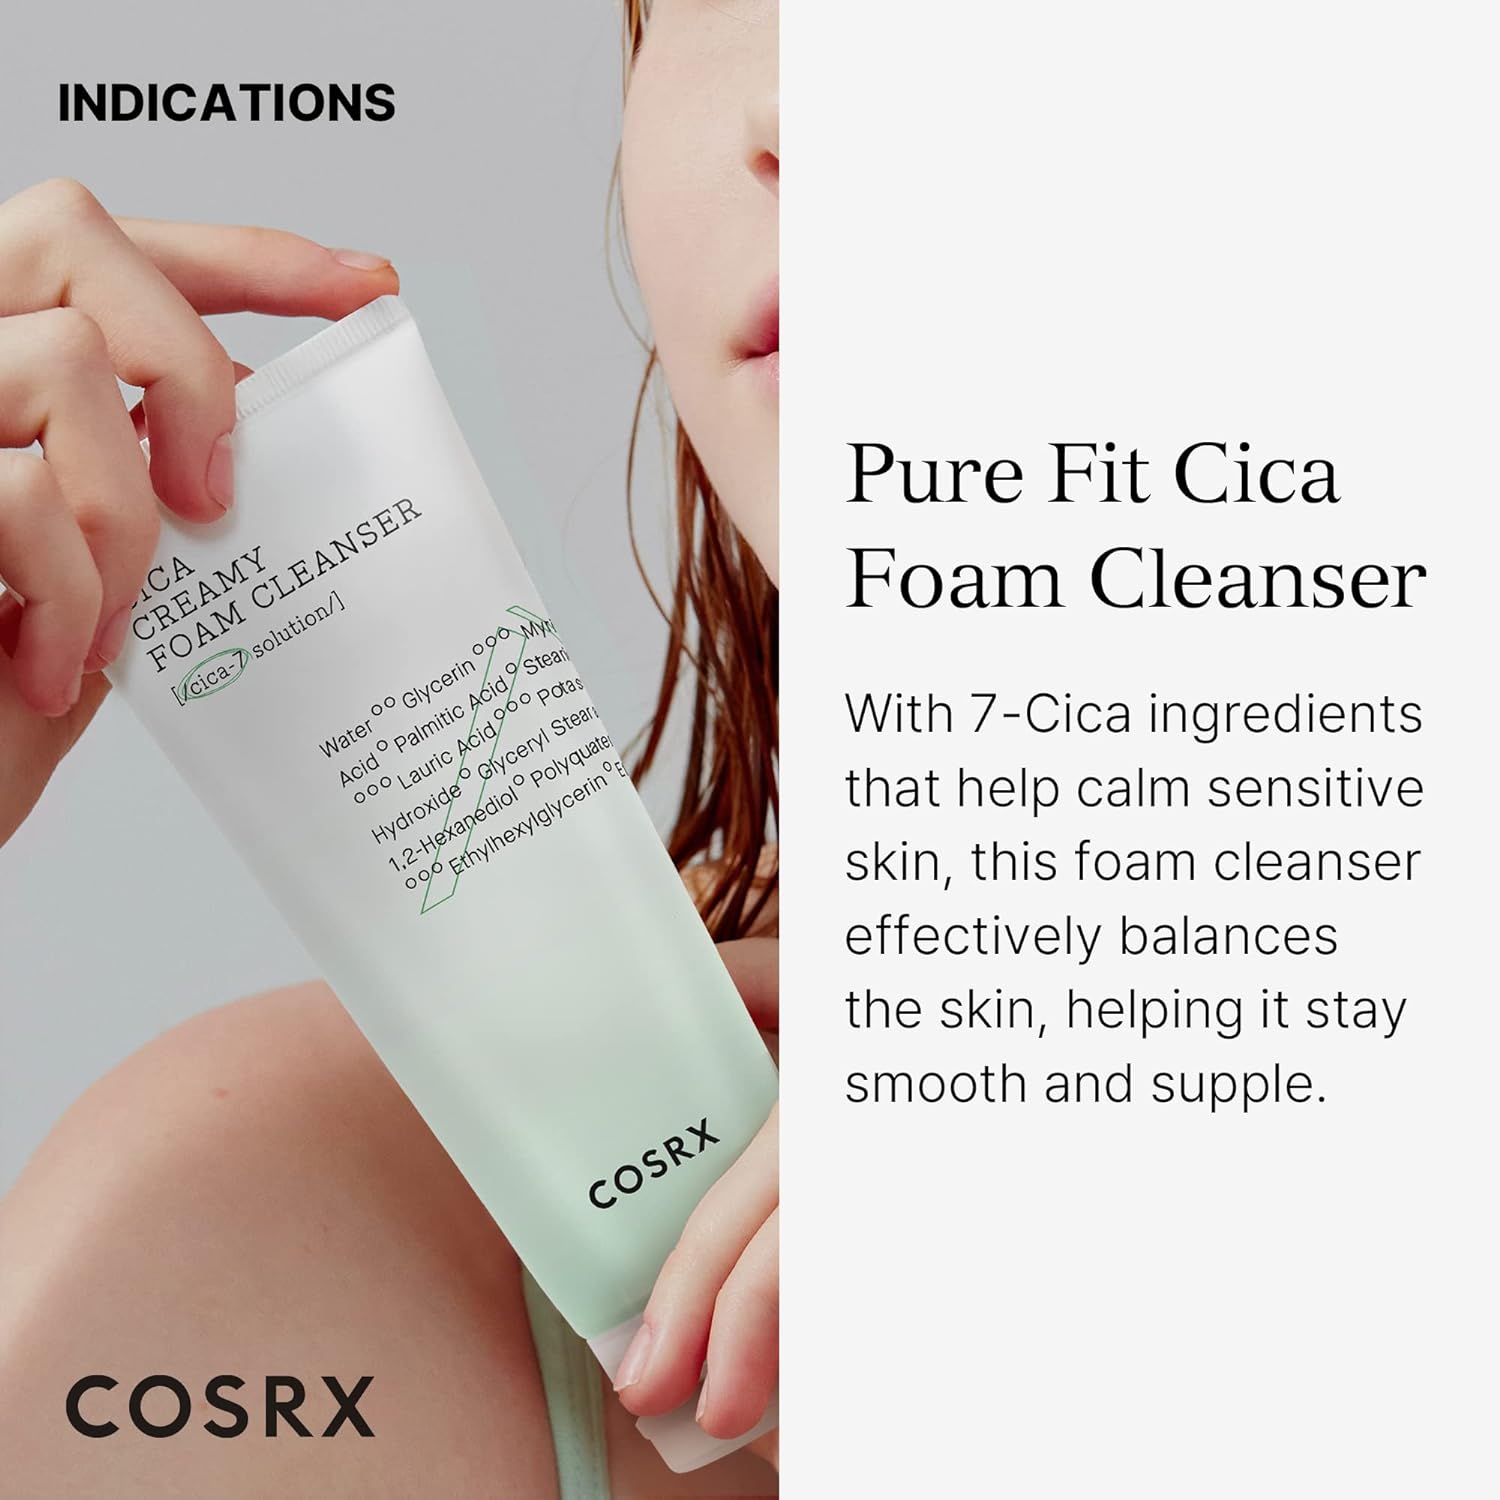 INDICATIONS
CREAMY
FOAM CLEANSER
[/cica-7 solution/]
Water°° Glycerin°°°
Acid° Palmitic Acid°
°°° Lauric Acid°°°
Hydroxide° Glyceryl
1,2-Hexanediol°
°°° Ethylhexylglycerin°
COSRX
COSRX
Pure Fit Cica
Foam Cleanser
With 7-Cica ingredients
that help calm sensitive
skin, this foam cleanser
effectively balances
the skin, helping it stay
smooth and supple.